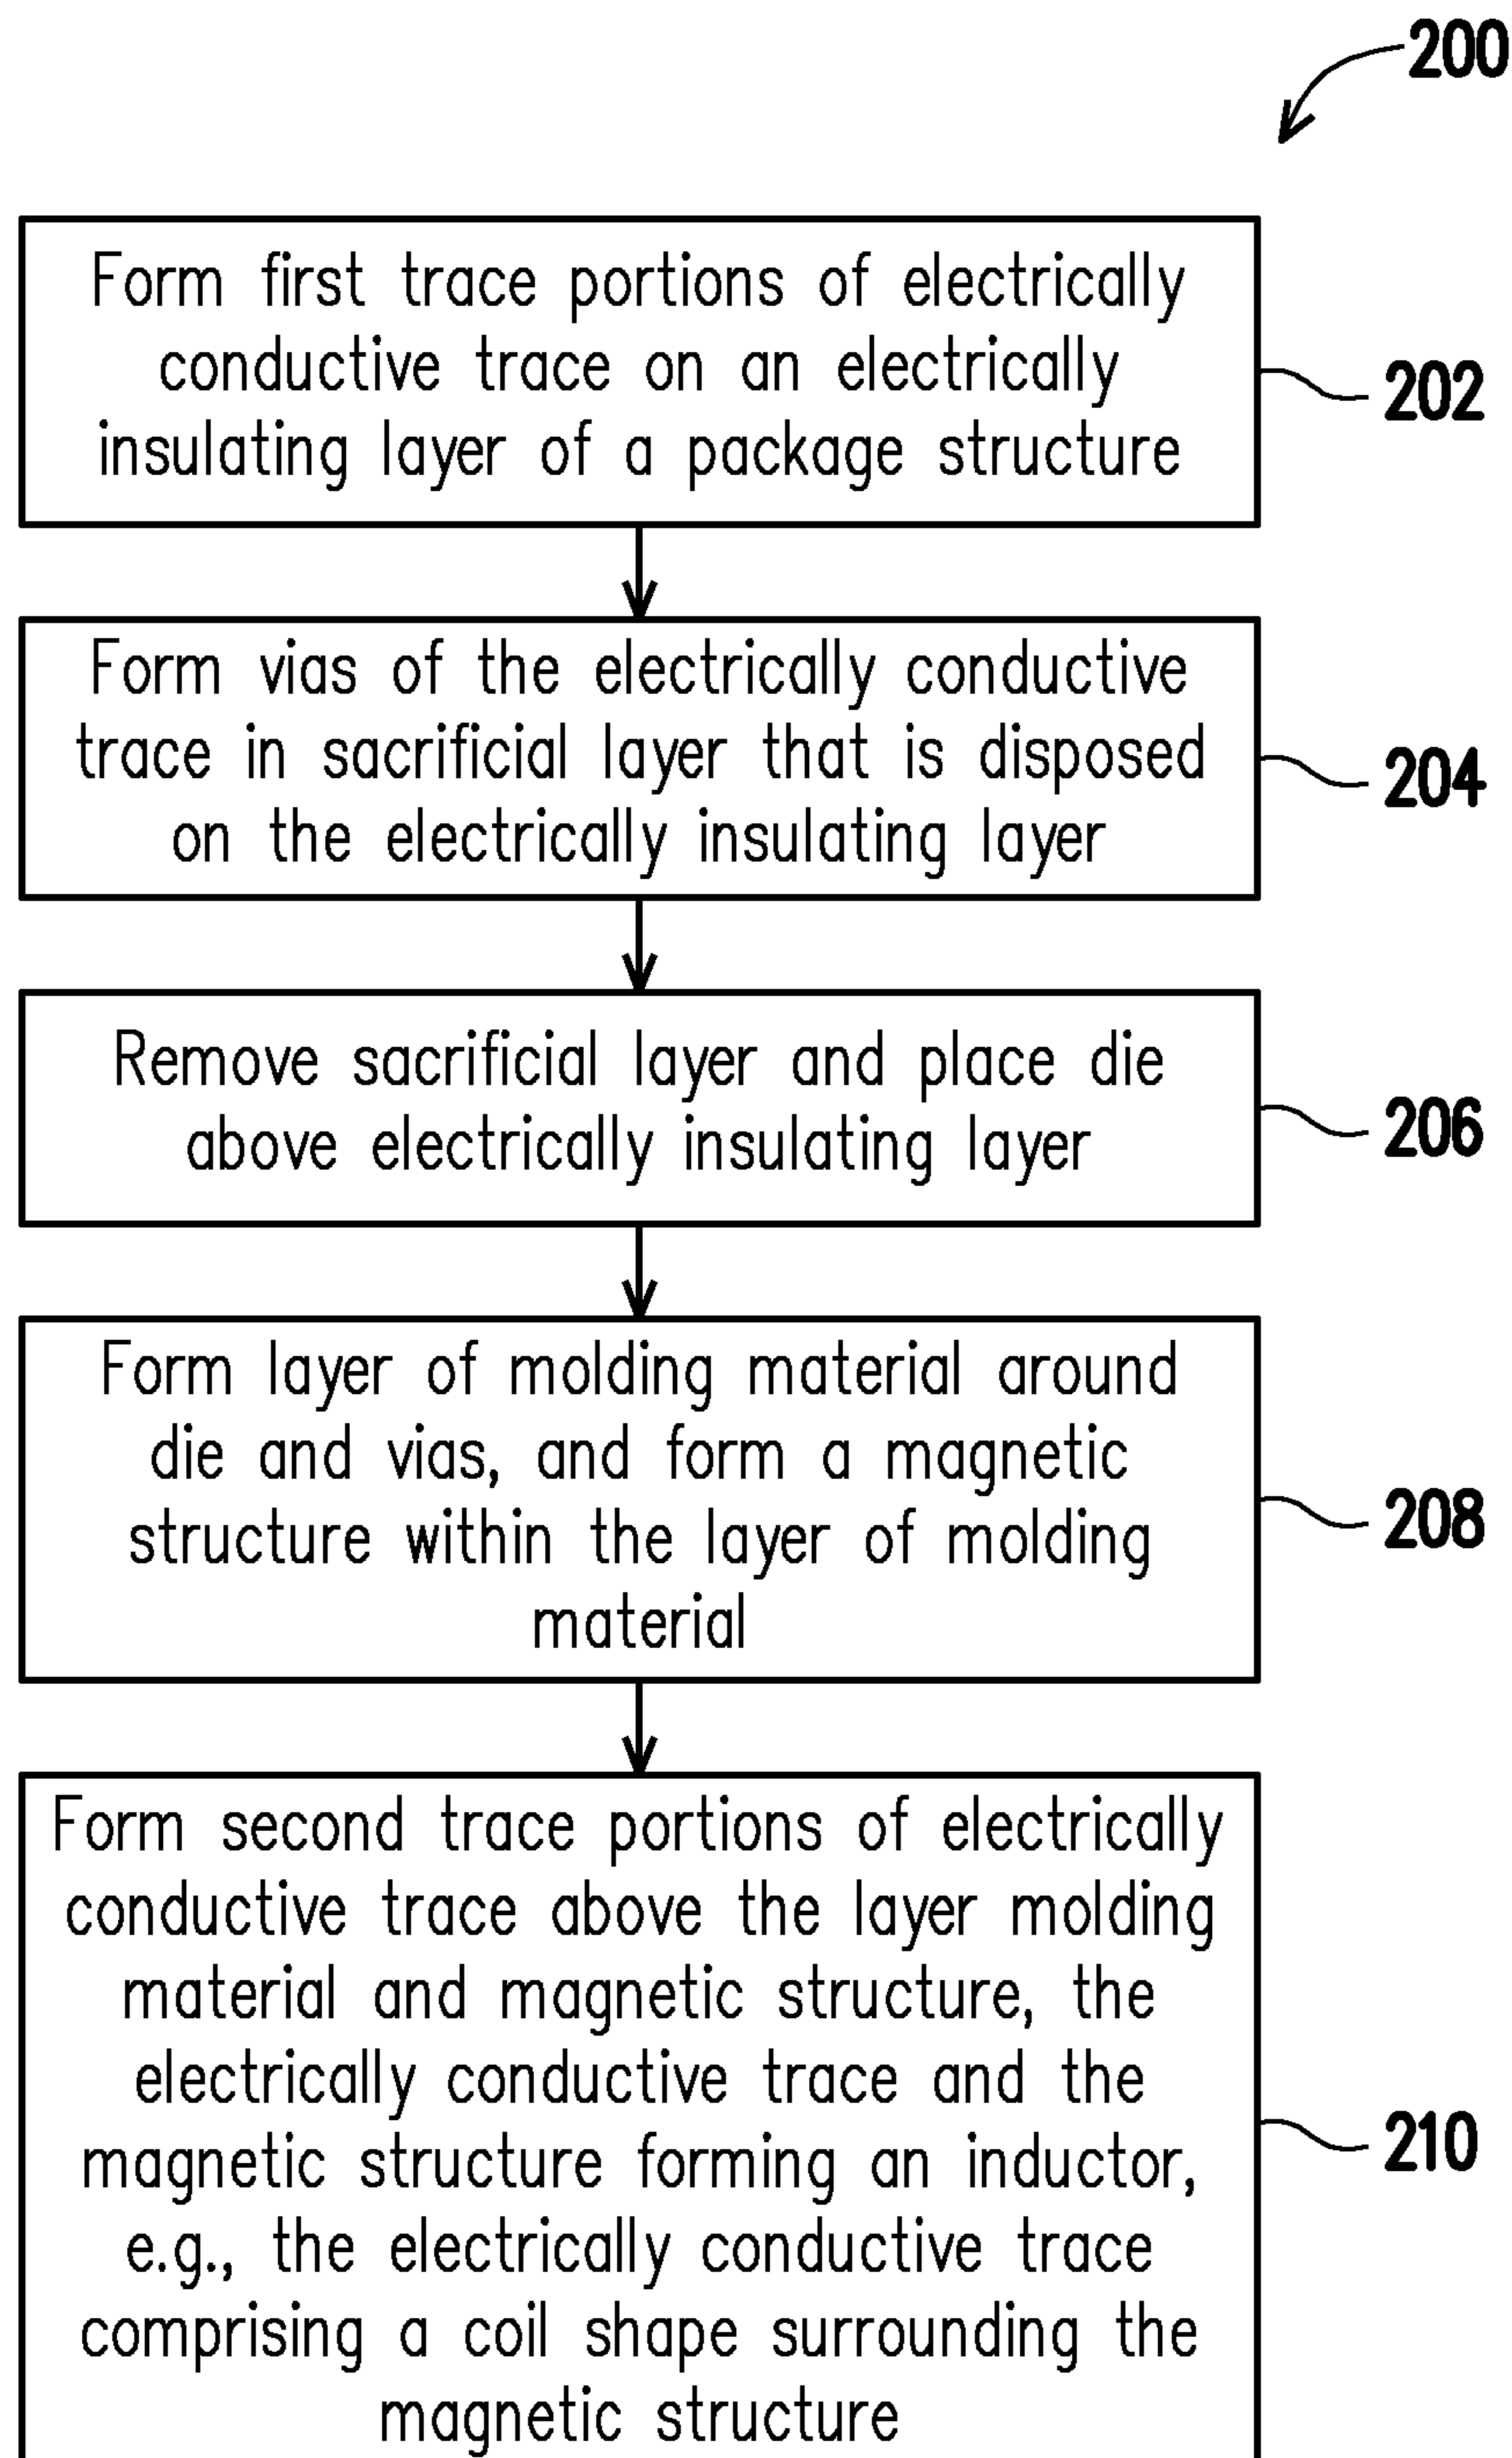 200
Form first trace portions of electrically
conductive trace on an electrically
insulating layer of a package structure
202
Form vias of the electrically conductive
trace in sacrificial layer that is disposed
on the electrically insulating layer
204
Remove sacrificial layer and place die
above electrically insulating layer
206
Form layer of molding material around
die and vias, and form a magnetic
structure within the layer of molding
material
208
Form second trace portions of electrically
conductive trace above the layer molding
material and magnetic structure, the
electrically conductive trace and the
magnetic structure forming an inductor,
e.g., the electrically conductive trace
comprising a coil shape surrounding the
magnetic structure
210